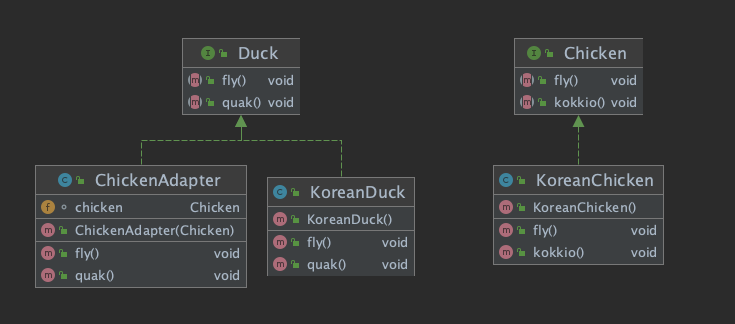 Duck
fly() void
quak() void
Chicken
fly() void
kokkio() void
ChickenAdapter
chicken Chicken
ChickenAdapter(Chicken)
fly() void
quak() void
KoreanDuck
KoreanDuck()
fly() void
quak() void
KoreanChicken
KoreanChicken()
fly() void
kokkio() void